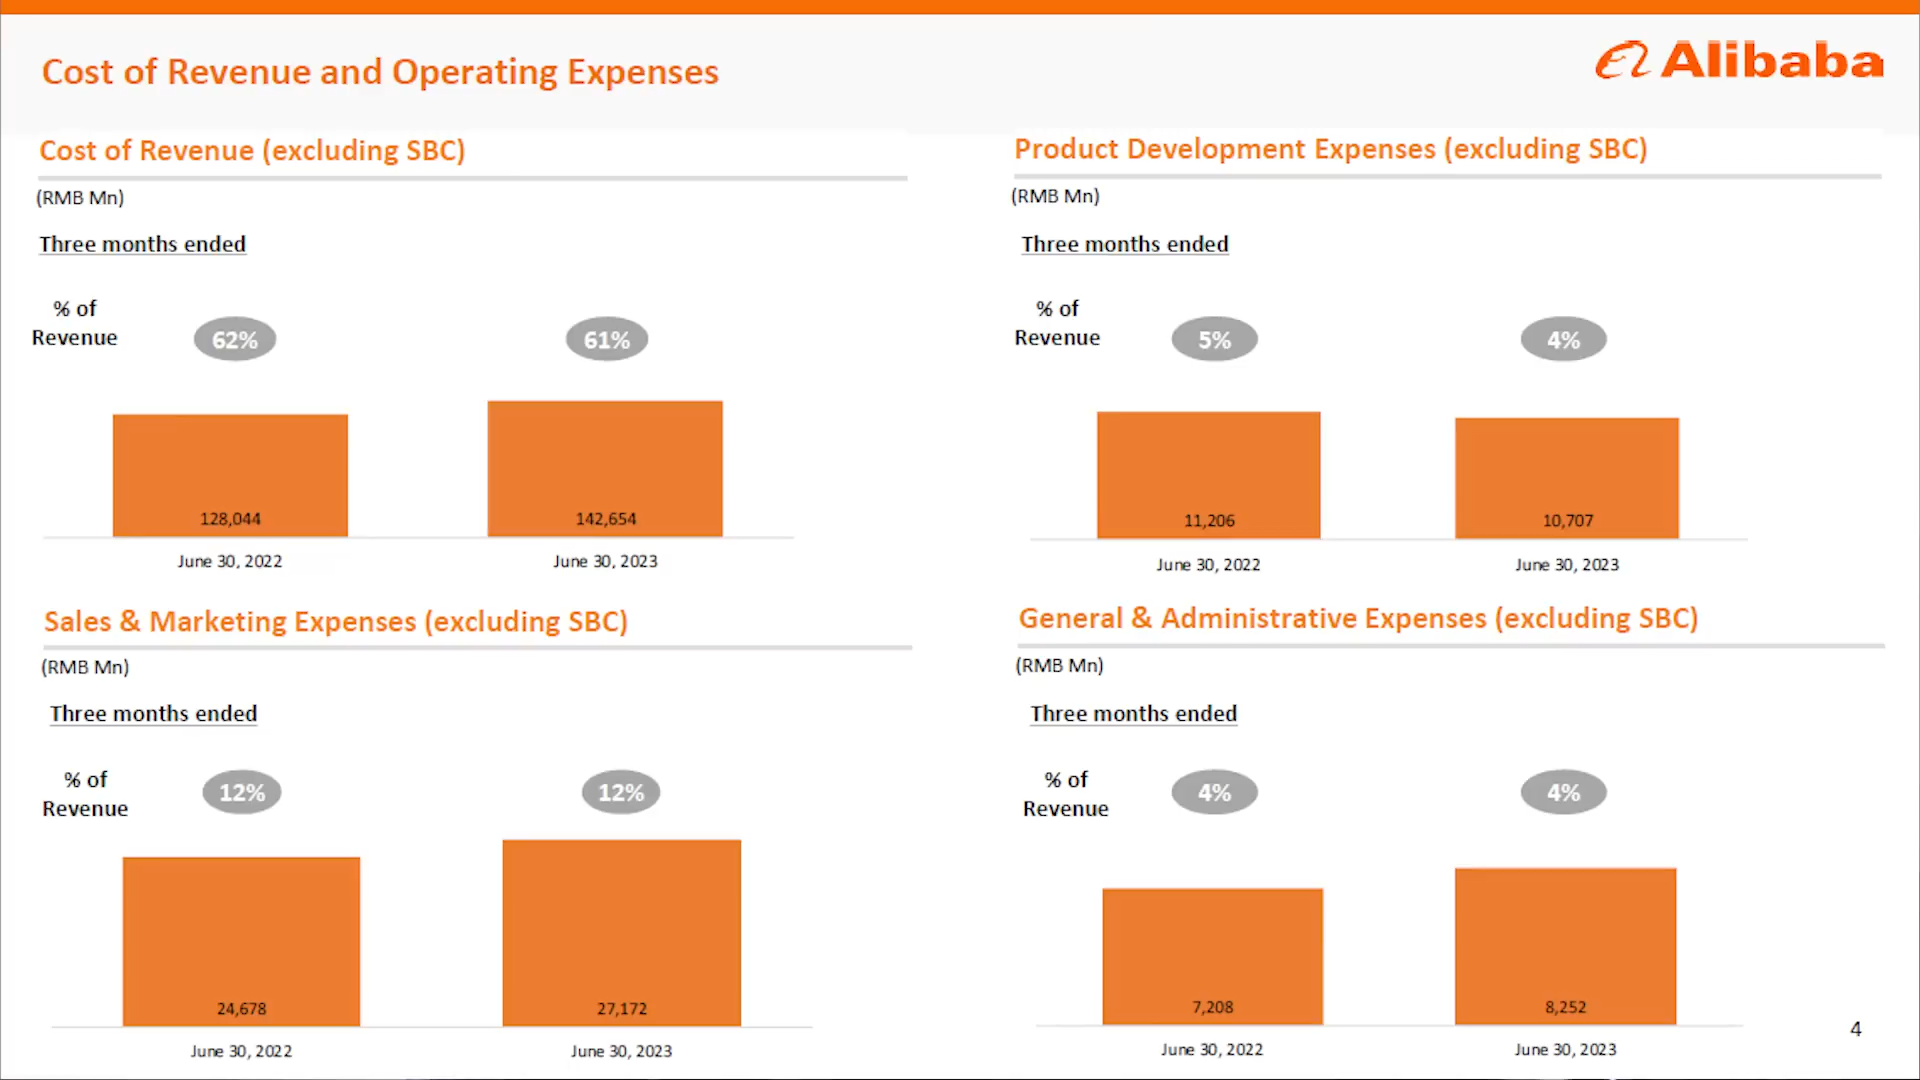 Cost of Revenue and Operating Expenses
Alibaba
Cost of Revenue (excluding SBC)
(RMB Mn)
Three months ended
% of
Revenue
62%
61%
128,044
142,654
June 30, 2022
June 30, 2023
Product Development Expenses (excluding SBC)
(RMB Mn)
Three months ended
% of
Revenue
5%
4%
11,206
10,707
June 30, 2022
June 30, 2023
Sales & Marketing Expenses (excluding SBC)
(RMB Mn)
Three months ended
% of
Revenue
12%
12%
24,678
27,172
June 30, 2022
June 30, 2023
General & Administrative Expenses (excluding SBC)
(RMB Mn)
Three months ended
% of
Revenue
4%
4%
7,208
8,252
June 30, 2022
June 30, 2023
4